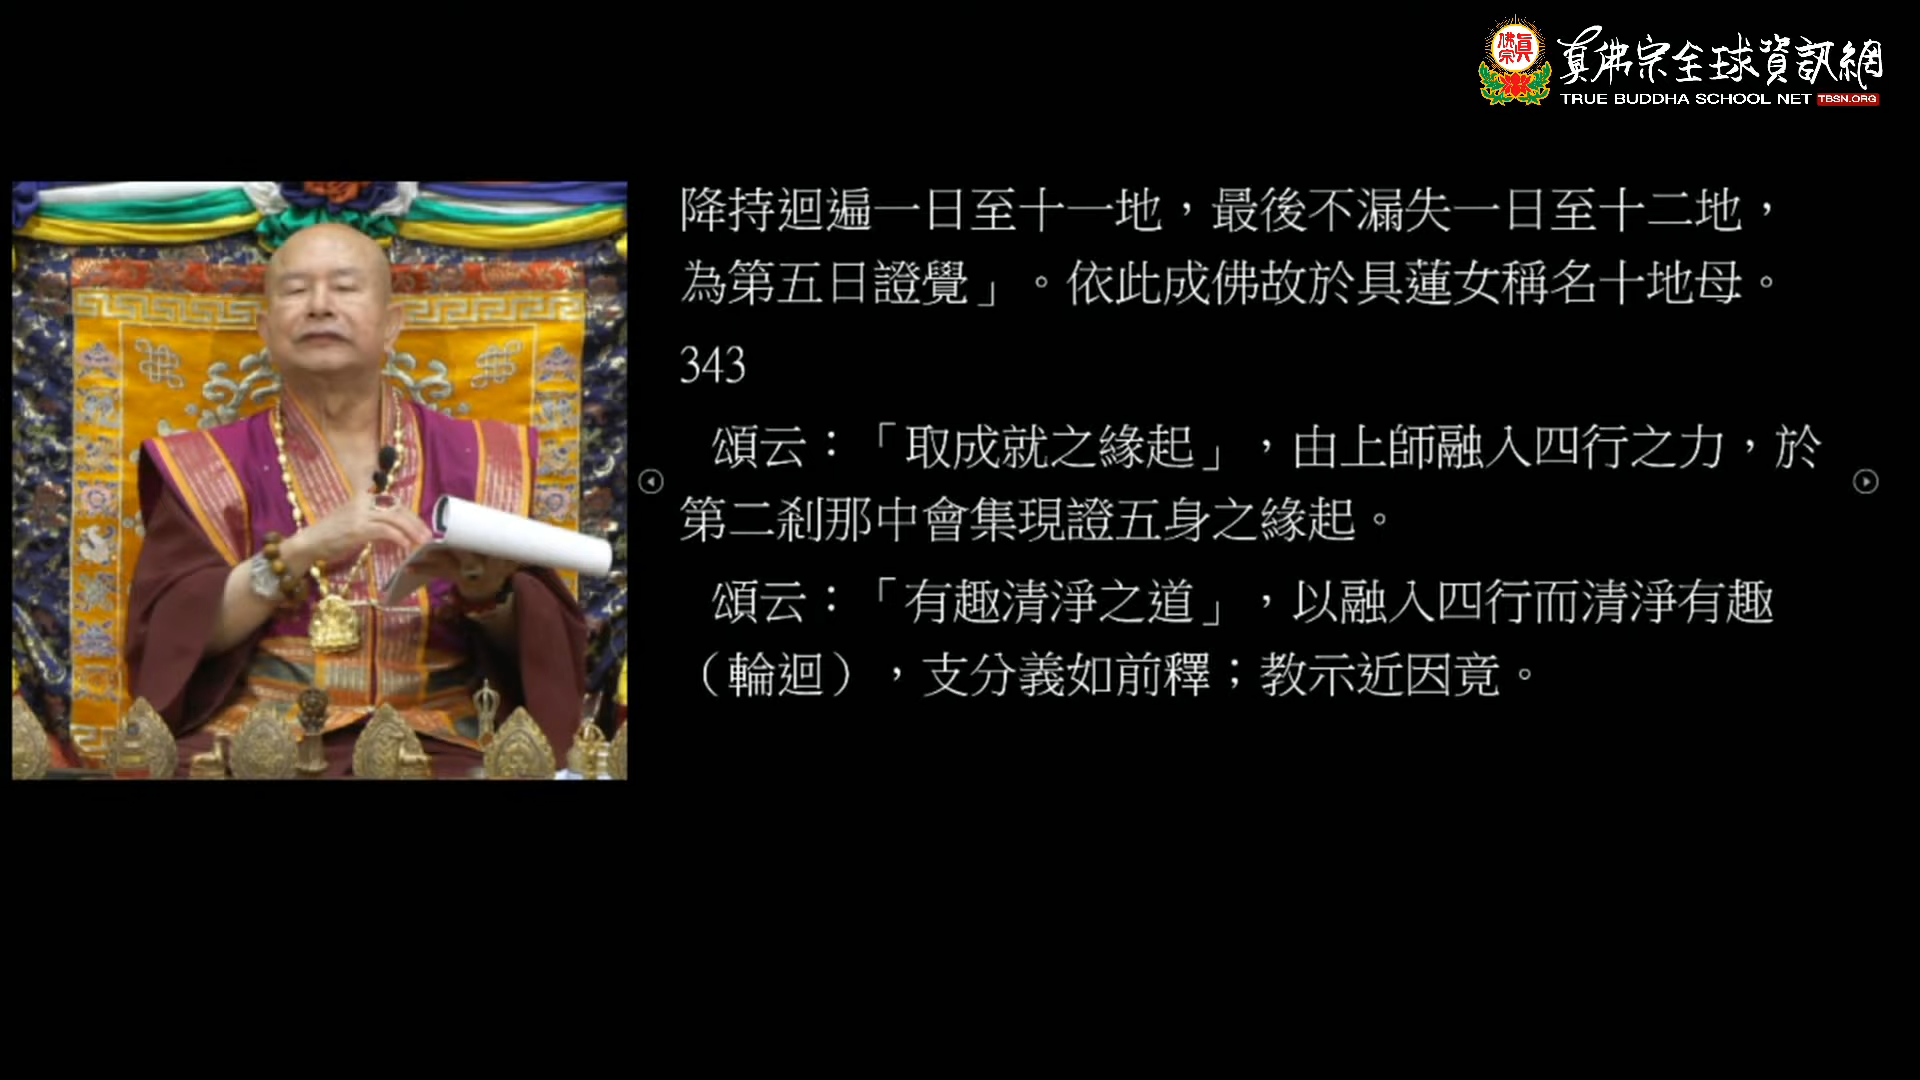 真佛宗
真佛宗全球資訊網
TRUE BUDDHA SCHOOL NET TBSN.ORG
降持迴遍一日至十一地，最後不漏失一日至十二地，
為第五日證覺」。依此成佛故於具蓮女稱名十地母。
343
頌云：「取成就之緣起」，由上師融入四行之力，於
第二剎那中會集現證五身之緣起。
頌云：「有趣清淨之道」，以融入四行而清淨有趣
（輪迴），支分義如前釋；教示近因竟。